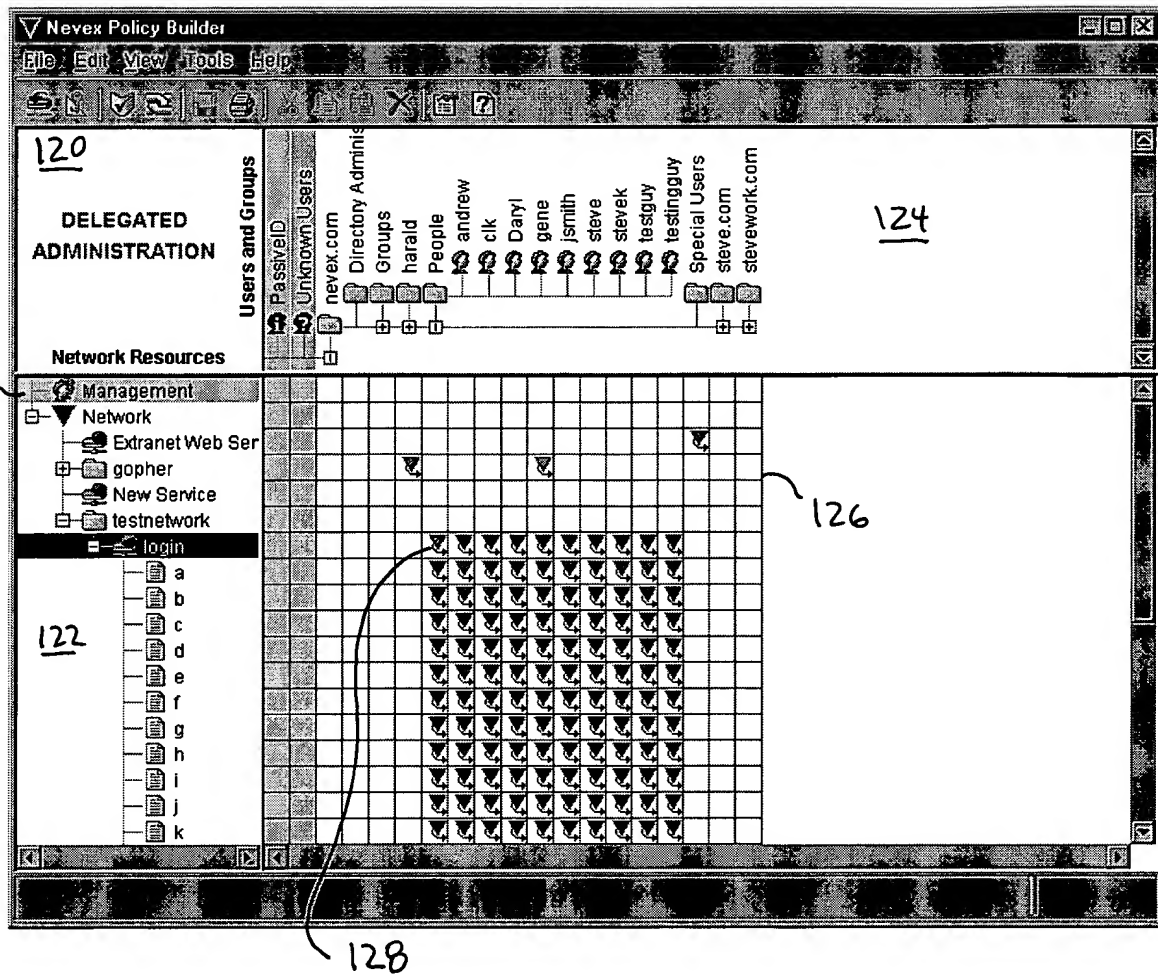 Nevex Policy Builder
File Edit View Tools Help
120
DELEGATED
ADMINISTRATION
Users and Groups
Network Resources
PassiveID
Unknown Users
nevex.com
Directory Adminis
Groups
harald
People
andrew
clk
Daryl
gene
jsmith
steve
stevek
testguy
testingguy
Special Users
steve.com
stevework.com
124
Management
Network
Extranet Web Ser
gopher
New Service
testnetwork
login
a
b
c
d
e
f
g
h
i
j
k
122
126
128